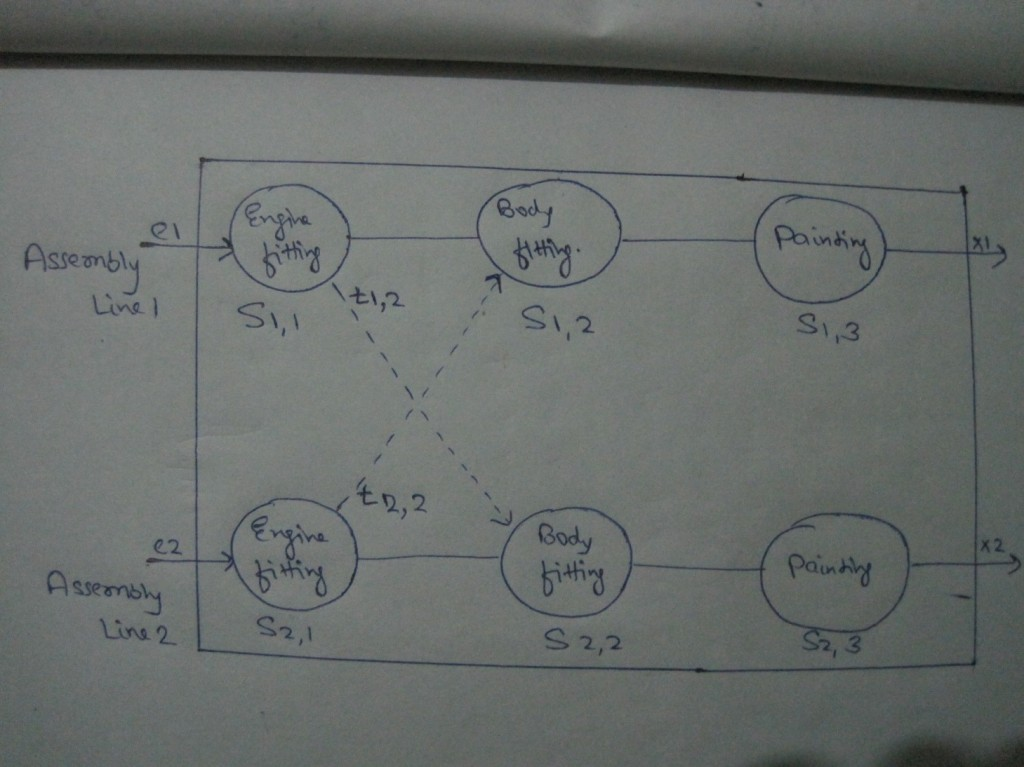 e1
Assembly
Line 1
Engine
fitting
S1,1
t1,2
Body
fitting.
S1,2
Painting
S1,3
x1
e2
Assembly
Line 2
Engine
fitting
S2,1
t2,2
Body
fitting
S2,2
Painting
S2,3
x2